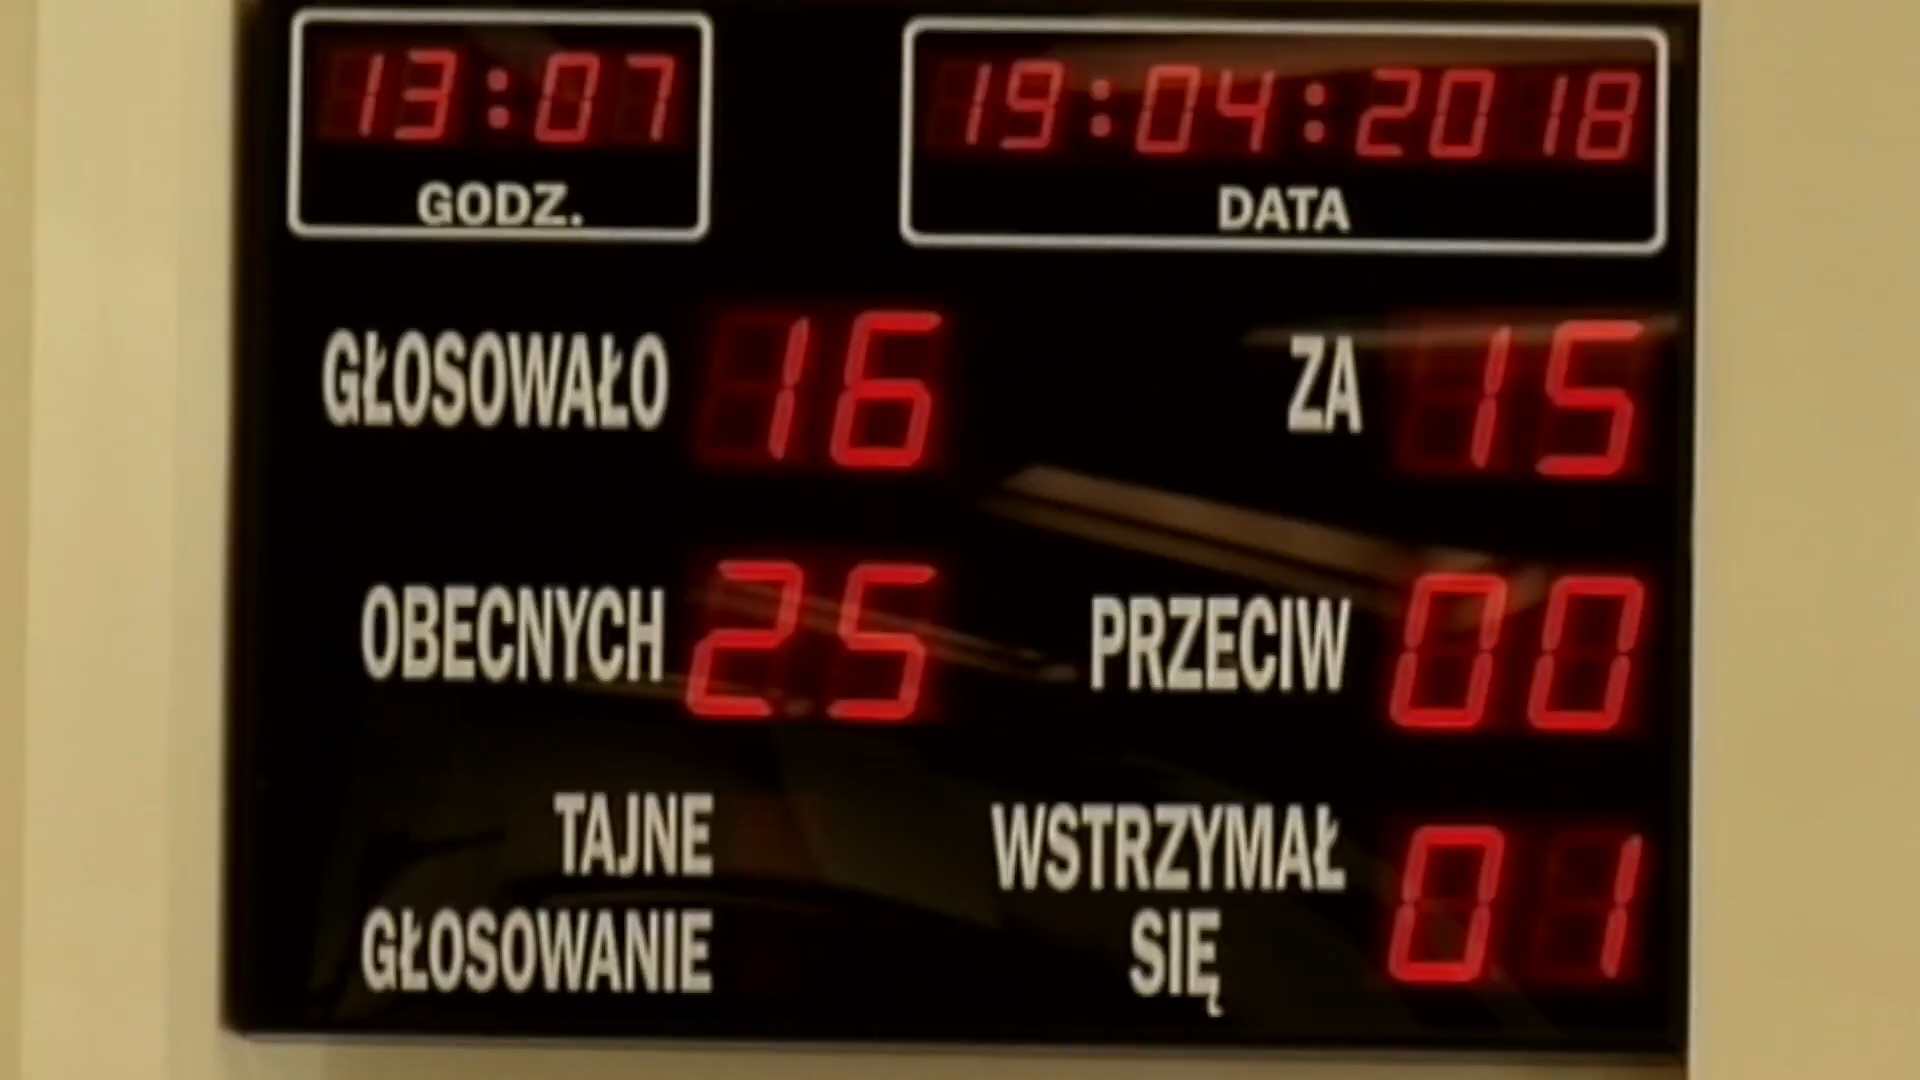 13:07 19:04:2018
GODZ. DATA
GŁOSOWAŁO 16 ZA 15
OBECNYCH 25 PRZECIW 00
TAJNE GŁOSOWANIE
WSTRZYMAŁ SIĘ 01